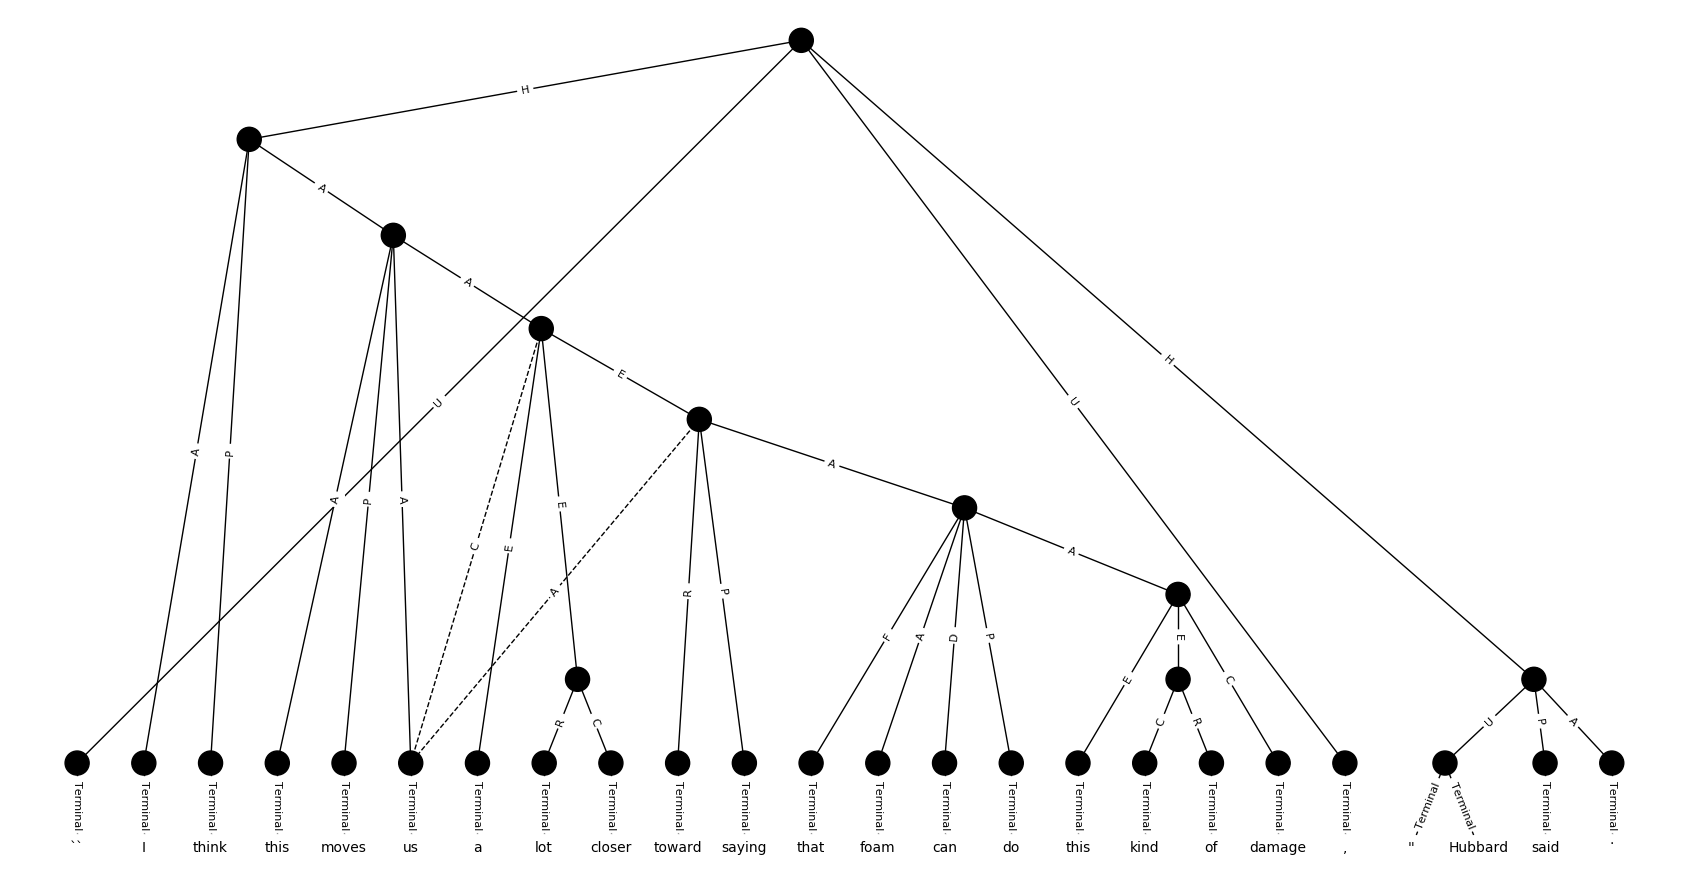 H
A
A
E
H
U
U
A
P
A
P
A
C
E
E
A
R
P
A
F
A
D
P
A
E
E
C
R
C
C
R
U
P
A
Terminal Terminal Terminal Terminal Terminal Terminal Terminal Terminal Terminal Terminal Terminal Terminal Terminal Terminal Terminal Terminal Terminal Terminal Terminal Terminal Terminal Terminal Terminal Terminal
`` I think this moves us a lot closer toward saying that foam can do this kind of damage , " Hubbard said .